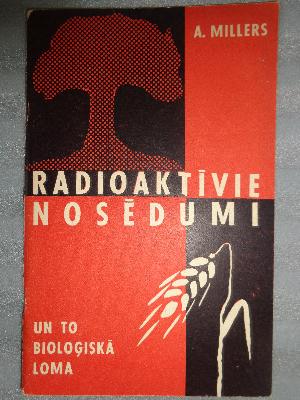 A. MILLERS
RADIOAKTĪVIE
NOSĒDUMI
UN TO
BIOLOĢISKĀ
LOMA